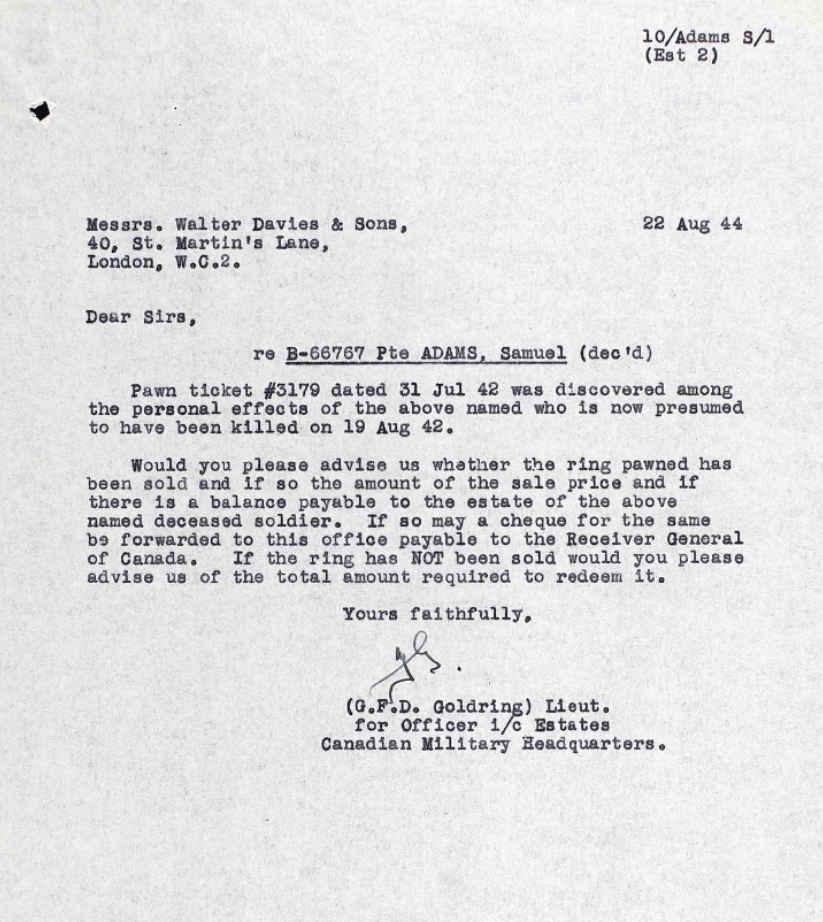 10/Adams S/1
(Est 2)
Messrs. Walter Davies & Sons,
22 Aug 44
40, St. Martin's Lane,
London, W.C.2.
Dear Sirs,
re B-66767 Pte ADAMS, Samuel (dec'd)
Pawn ticket #3179 dated 31 Jul 42 was discovered among
the personal effects of the above named who is now presumed
to have been killed on 19 Aug 42.
Would you please advise us whether the ring pawned has
been sold and if so the amount of the sale price and if
there is a balance payable to the estate of the above
named deceased soldier. If so may a cheque for the same
be forwarded to this office payable to the Receiver General
of Canada. If the ring has NOT been sold would you please
advise us of the total amount required to redeem it.
Yours faithfully,
(G.F.D. Goldring) Lieut.
for Officer i/c Estates
Canadian Military Headquarters.